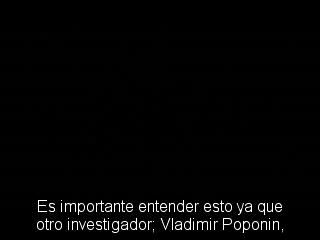 Es importante entender esto ya que
otro investigador; Vladimir Poponin,